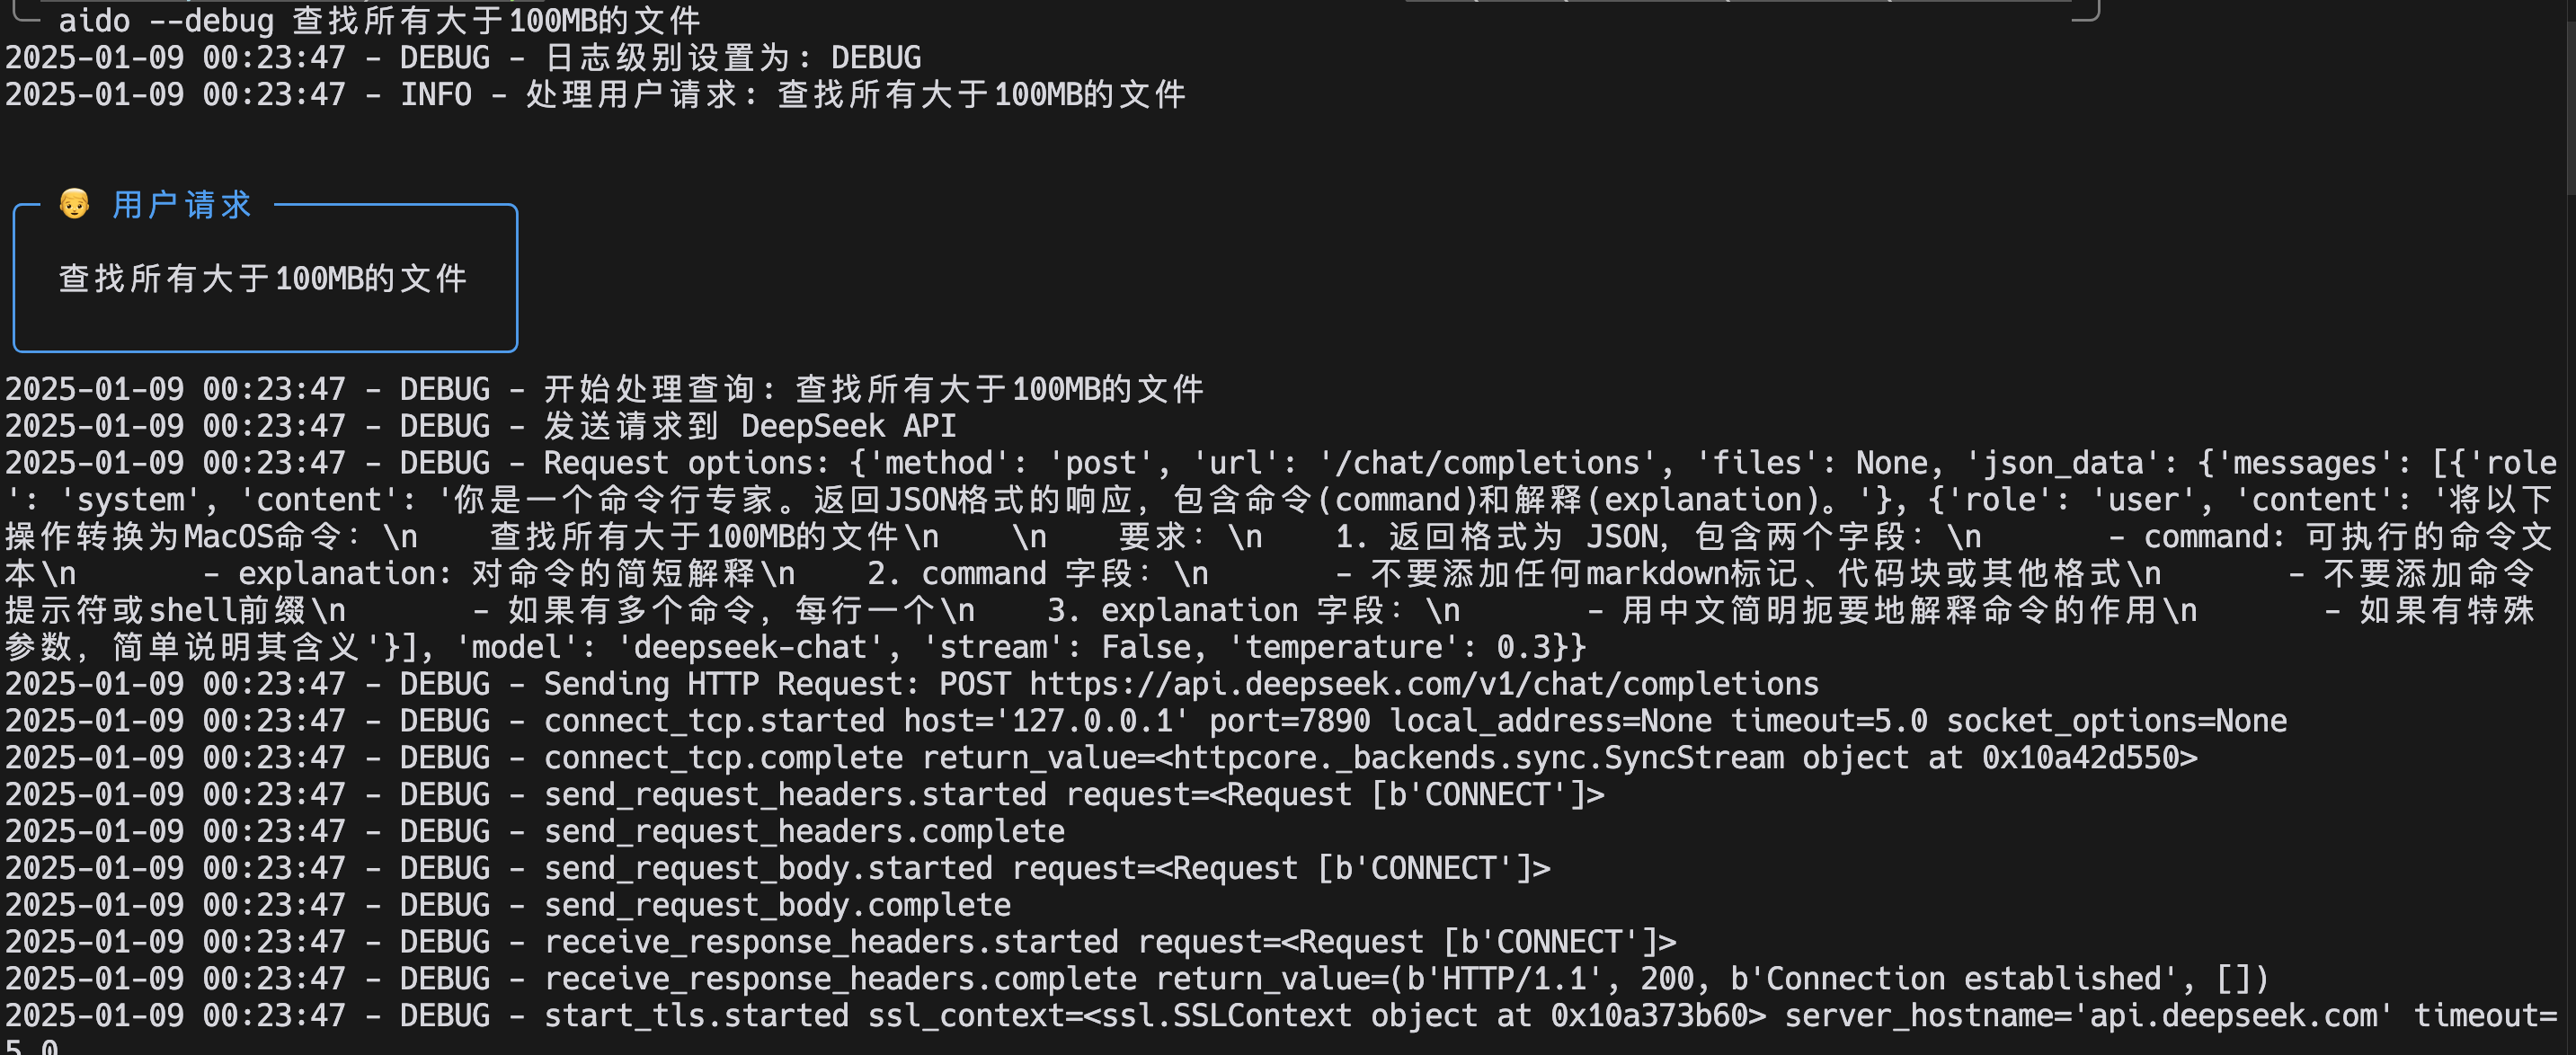 aido --debug 查找所有大于100MB的文件
2025-01-09 00:23:47 - DEBUG - 日志级别设置为: DEBUG
2025-01-09 00:23:47 - INFO - 处理用户请求: 查找所有大于100MB的文件
用户请求
查找所有大于100MB的文件
2025-01-09 00:23:47 - DEBUG - 开始处理查询: 查找所有大于100MB的文件
2025-01-09 00:23:47 - DEBUG - 发送请求到 DeepSeek API
2025-01-09 00:23:47 - DEBUG - Request options: {'method': 'post', 'url': '/chat/completions', 'files': None, 'json_data': {'messages': [{'role
': 'system', 'content': '你是一个命令行专家。返回JSON格式的响应，包含命令(command)和解释(explanation)。'}, {'role': 'user', 'content': '将以下
操作转换为MacOS命令：\n    查找所有大于100MB的文件\n    \n    要求：\n    1. 返回格式为 JSON，包含两个字段：\n       - command: 可执行的命令文
本\n       - explanation: 对命令的简短解释\n    2. command 字段：\n       - 不要添加任何markdown标记、代码块或其他格式\n       - 不要添加命令
提示符或shell前缀\n       - 如果有多个命令，每行一个\n    3. explanation 字段：\n       - 用中文简明扼要地解释命令的作用\n       - 如果有特殊
参数，简单说明其含义'}], 'model': 'deepseek-chat', 'stream': False, 'temperature': 0.3}}
2025-01-09 00:23:47 - DEBUG - Sending HTTP Request: POST https://api.deepseek.com/v1/chat/completions
2025-01-09 00:23:47 - DEBUG - connect_tcp.started host='127.0.0.1' port=7890 local_address=None timeout=5.0 socket_options=None
2025-01-09 00:23:47 - DEBUG - connect_tcp.complete return_value=<httpcore._backends.sync.SyncStream object at 0x10a42d550>
2025-01-09 00:23:47 - DEBUG - send_request_headers.started request=<Request [b'CONNECT']>
2025-01-09 00:23:47 - DEBUG - send_request_headers.complete
2025-01-09 00:23:47 - DEBUG - send_request_body.started request=<Request [b'CONNECT']>
2025-01-09 00:23:47 - DEBUG - send_request_body.complete
2025-01-09 00:23:47 - DEBUG - receive_response_headers.started request=<Request [b'CONNECT']>
2025-01-09 00:23:47 - DEBUG - receive_response_headers.complete return_value=(b'HTTP/1.1', 200, b'Connection established', [])
2025-01-09 00:23:47 - DEBUG - start_tls.started ssl_context=<ssl.SSLContext object at 0x10a373b60> server_hostname='api.deepseek.com' timeout=
5.0